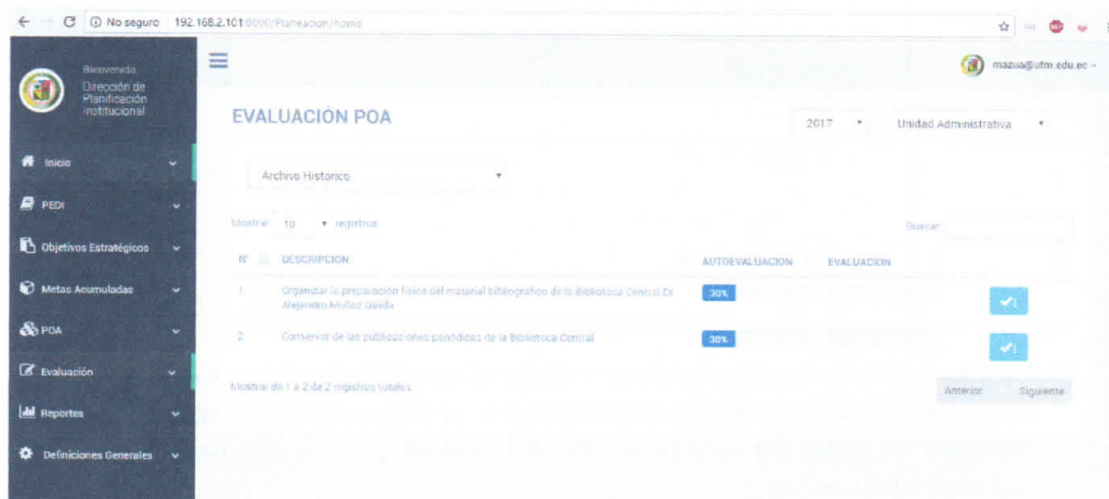 No seguro 192.168.2.101:8000/Planeacion/home
Bienvenido
Dirección de
Planificación
Institucional
mazua@utm.edu.ec
EVALUACIÓN POA
2017
Unidad Administrativa
Inicio
Archivo Historico
PEDI
Mostrar 10 registros
Buscar
Objetivos Estratégicos
N° DESCRIPCIÓN AUTOEVALUACION EVALUACION
Metas Acumuladas
1 Organizar la preparación física del material bibliográfico de la Biblioteca Central Dr.
Alejandro Muñoz Dávila
30%
POA
2 Conservar de las publicaciones periódicas de la Biblioteca Central
30%
Evaluación
Mostrar de 1 a 2 de 2 registros totales
Anterior Siguiente
Reportes
Definiciones Generales